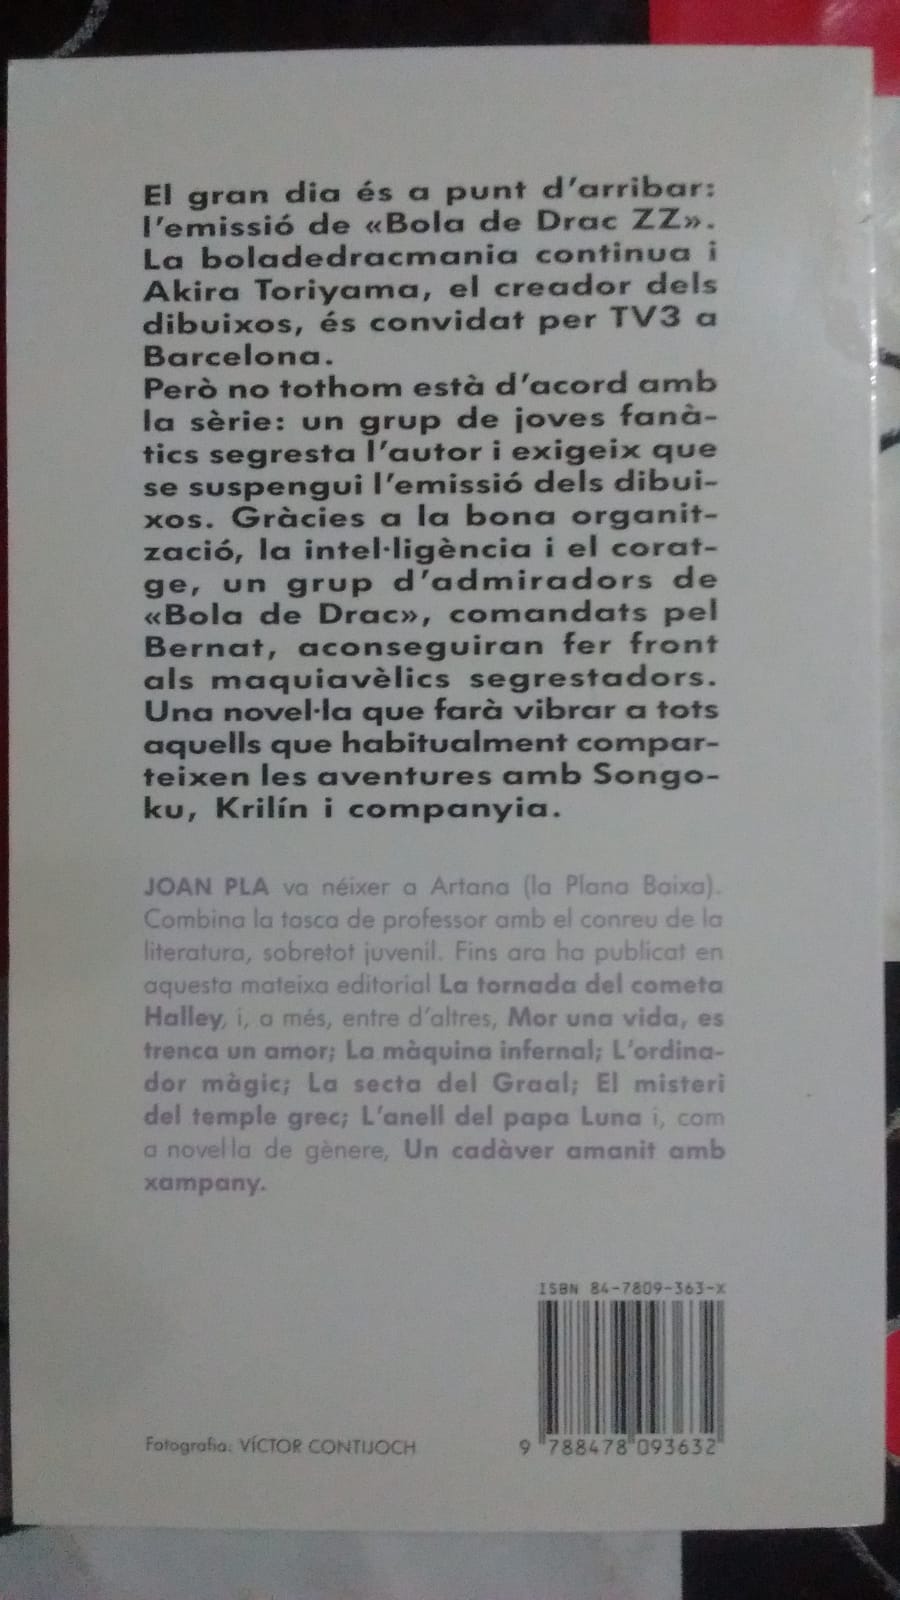 El gran dia és a punt d'arribar:
l'emissió de «Bola de Drac ZZ».
La boladedracmania continua i
Akira Toriyama, el creador dels
dibuixos, és convidat per TV3 a
Barcelona.
Però no tothom està d'acord amb
la sèrie: un grup de joves fanà-
tics segresta l'autor i exigeix que
se suspengui l'emissió dels dibui-
xos. Gràcies a la bona organit-
zació, la intel·ligència i el corat-
ge, un grup d'admiradors de
«Bola de Drac», comandats pel
Bernat, aconseguiran fer front
als maquiavèlics segrestadors.
Una novel·la que farà vibrar a tots
aquells que habitualment compar-
teixen les aventures amb Songo-
ku, Krilín i companyia.
JOAN PLA va néixer a Artana (la Plana Baixa).
Combina la tasca de professor amb el conreu de la
literatura, sobretot juvenil. Fins ara ha publicat en
aquesta mateixa editorial La tornada del cometa
Halley, i, a més, entre d'altres, Mor una vida, es
trenca un amor; La màquina infernal; L'ordina-
dor màgic; La secta del Graal; El misteri
del temple grec; L'anell del papa Luna i, com
a novel·la de gènere, Un cadàver amanit amb
xampany.
ISBN 84-7809-363-X
9 788478 093632
Fotografia: VÍCTOR CONTIJOCH